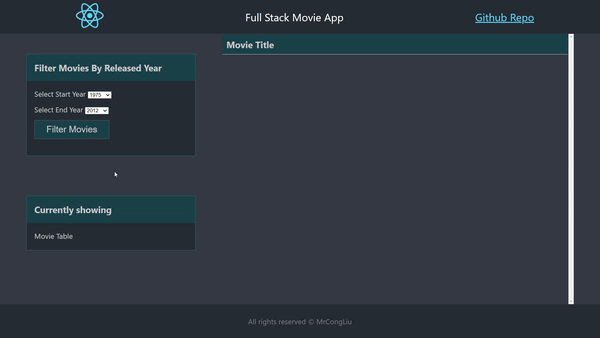 Full Stack Movie App
Github Repo
Filter Movies By Released Year
Select Start Year 1975
Select End Year 2012
Filter Movies
Currently showing
Movie Table
Movie Title
All rights reserved © MrCongLiu